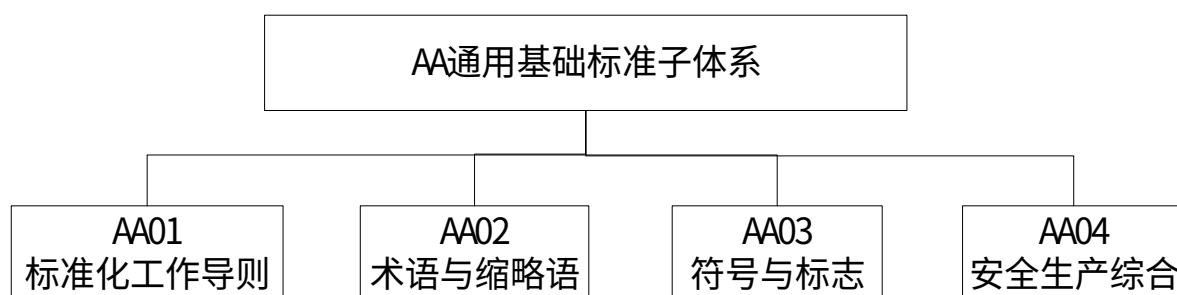 AA通用基础标准子体系
AA01
标准化工作导则
AA02
术语与缩略语
AA03
符号与标志
AA04
安全生产综合